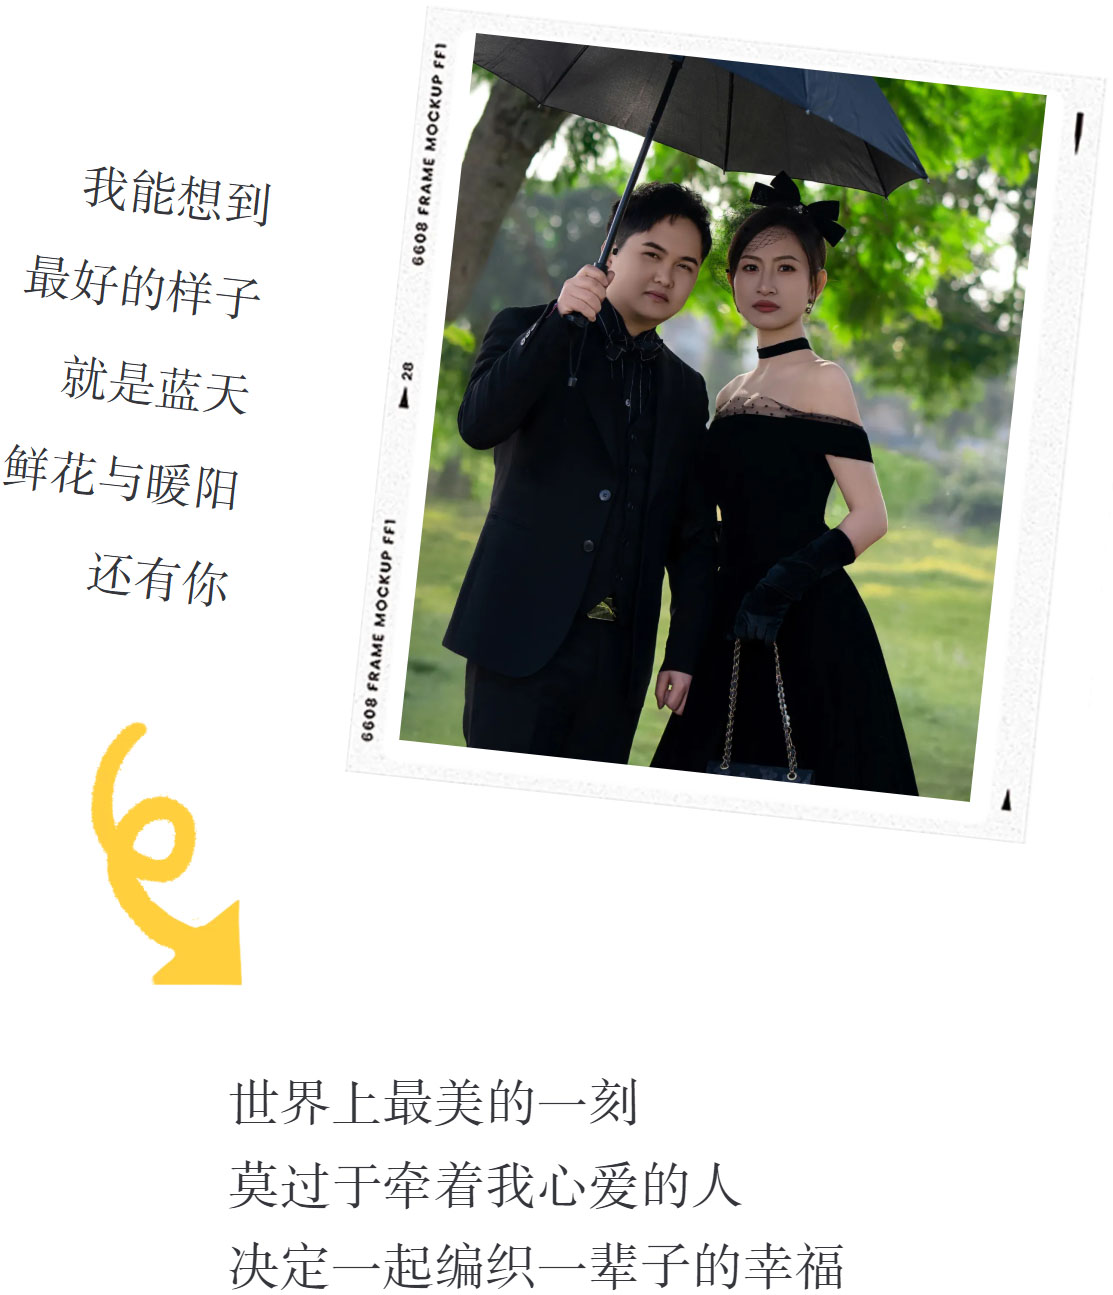 我能想到
最好的样子
就是蓝天
鲜花与暖阳
还有你
6608 FRAME MOCKUP FF1
28
6608 FRAME MOCKUP FF1
世界上最美的一刻
莫过于牵着我心爱的人
决定一起编织一辈子的幸福